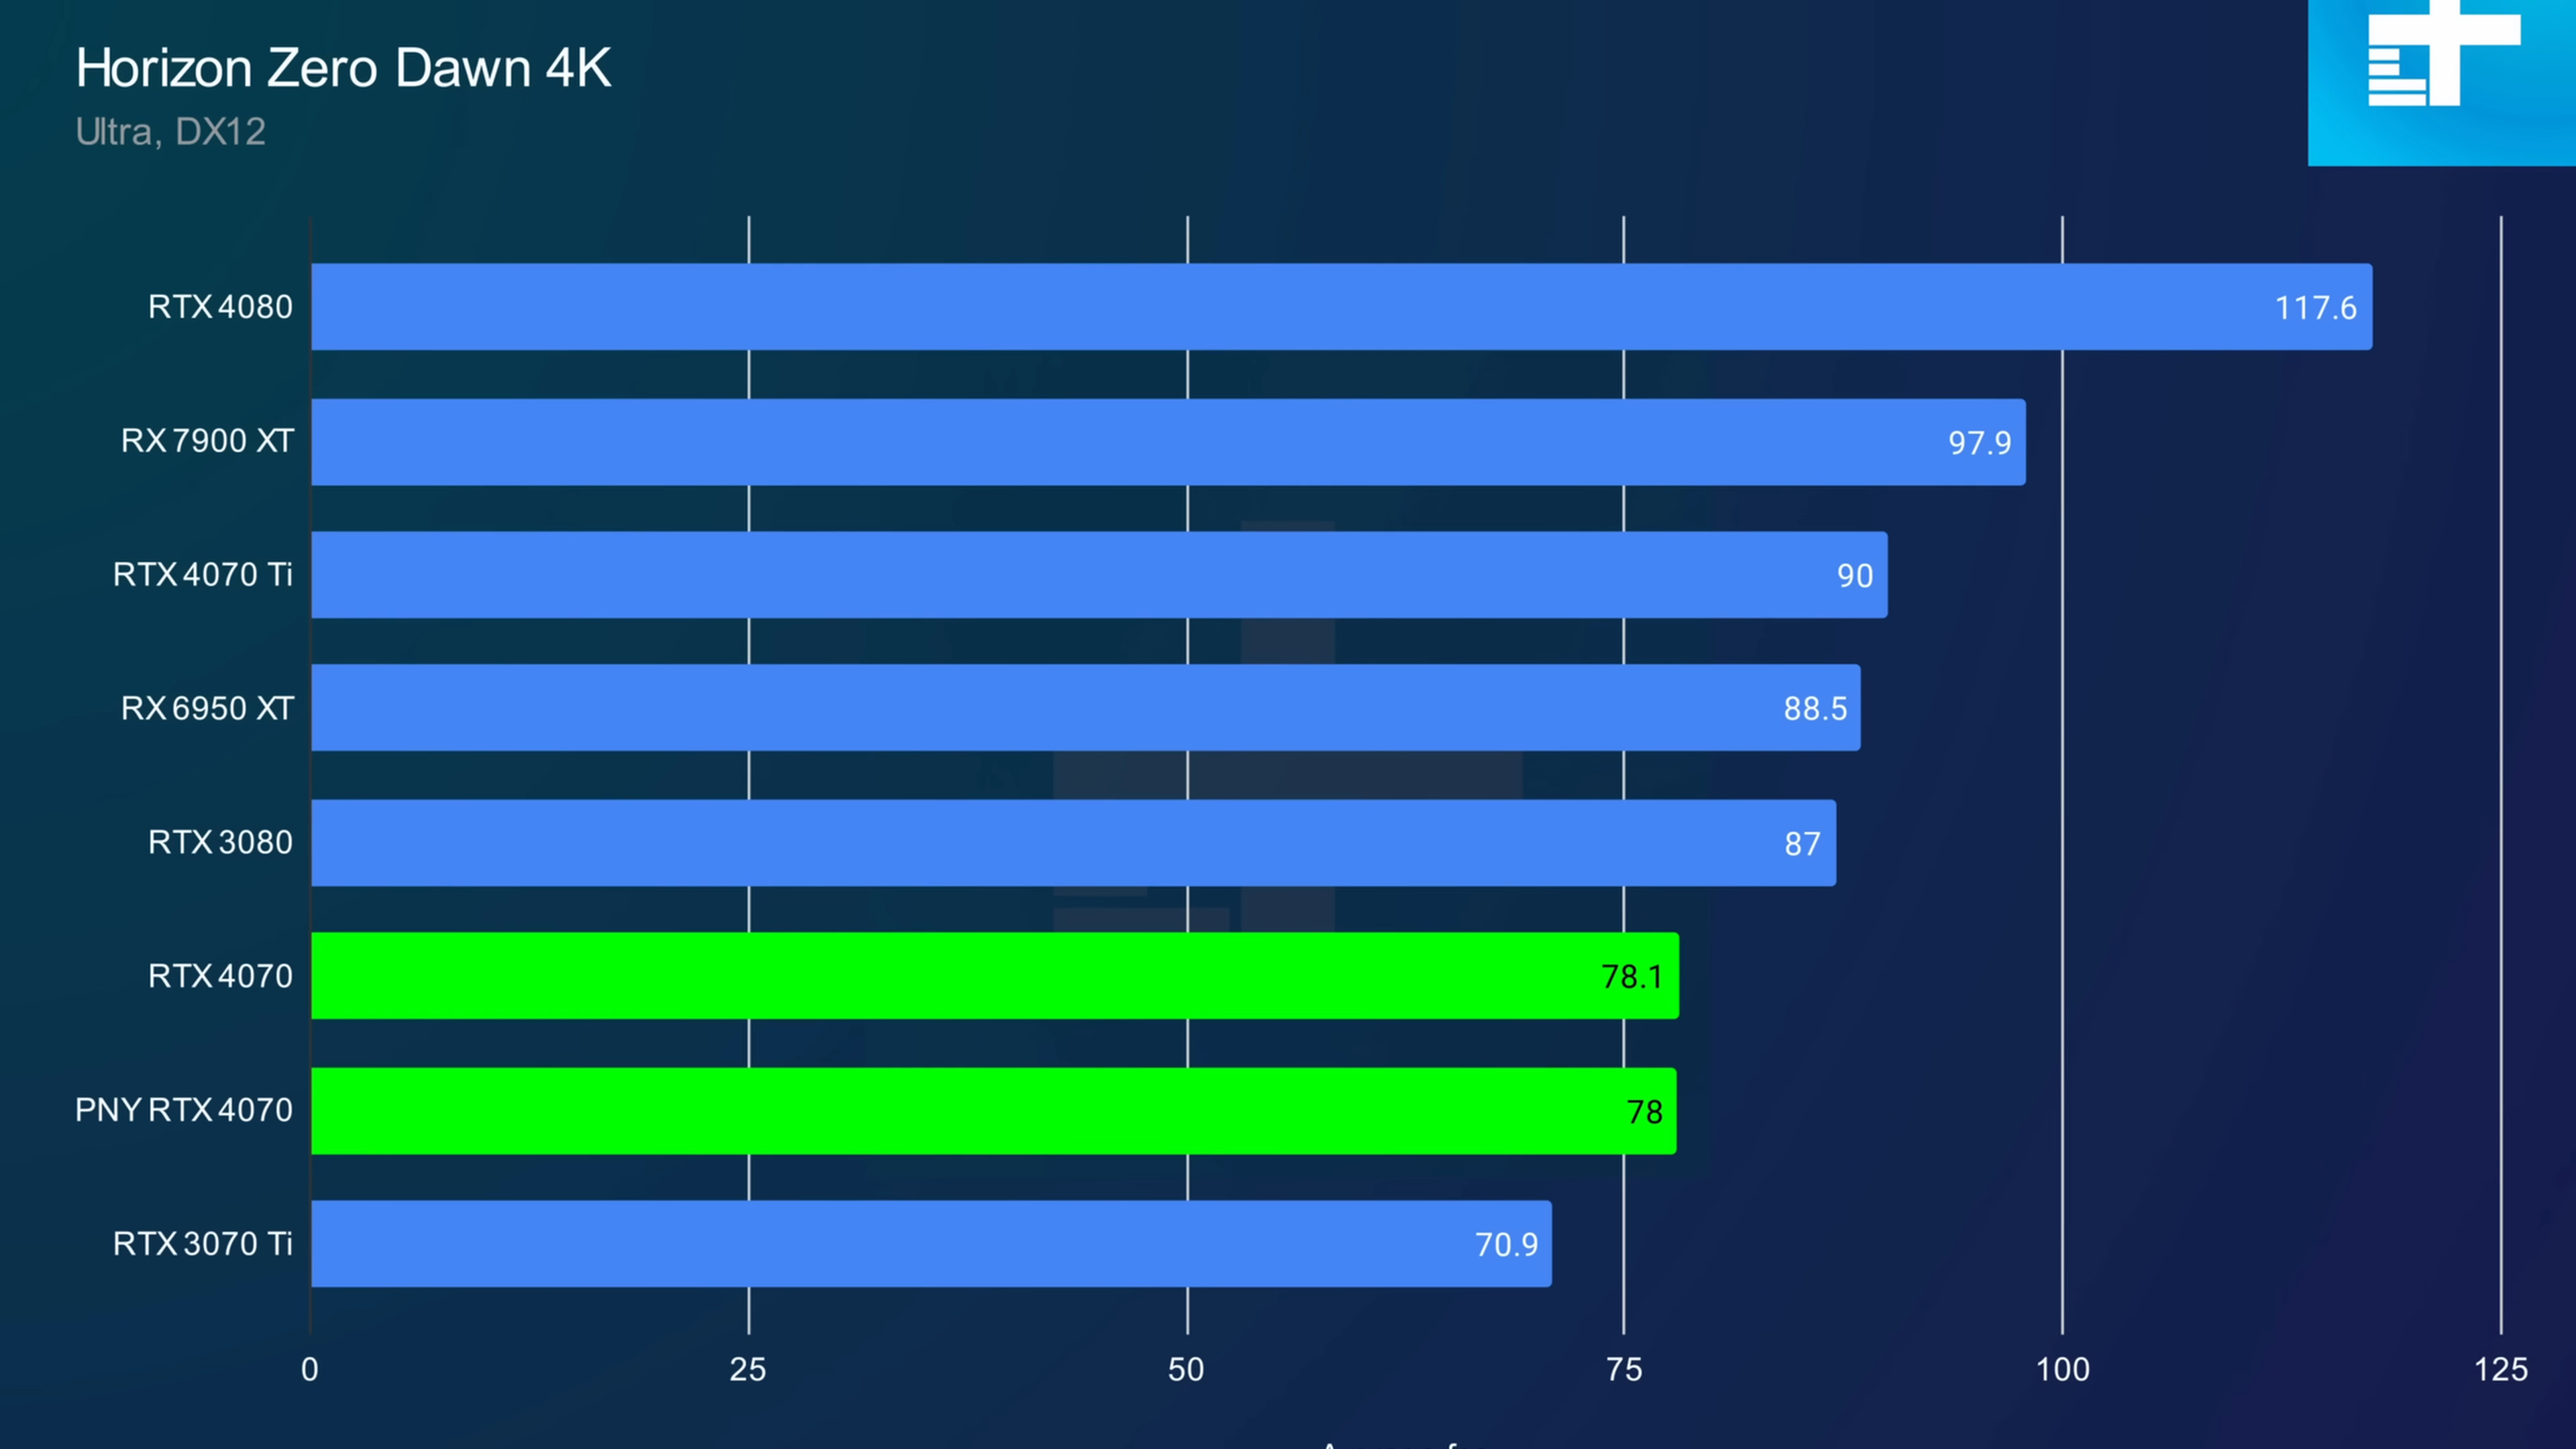 Horizon Zero Dawn 4K
Ultra, DX12
RTX 4080 117.6
RX 7900 XT 97.9
RTX 4070 Ti 90
RX 6950 XT 88.5
RTX 3080 87
RTX 4070 78.1
PNY RTX 4070 78
RTX 3070 Ti 70.9
0 25 50 75 100 125